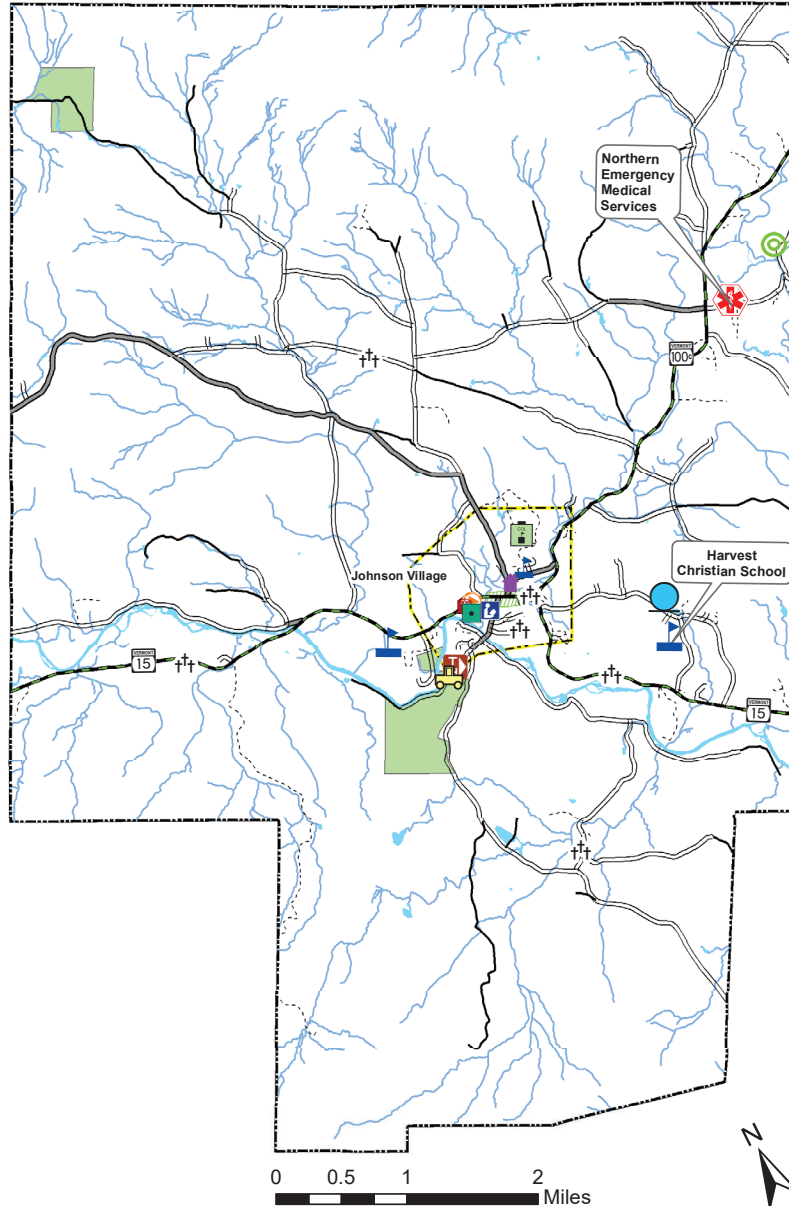 Northern
Emergency
Medical
Services
VERMONT
100c
COL
Johnson Village
Harvest
Christian School
VERMONT
15
VERMONT
15
N
0 0.5 1 2
Miles